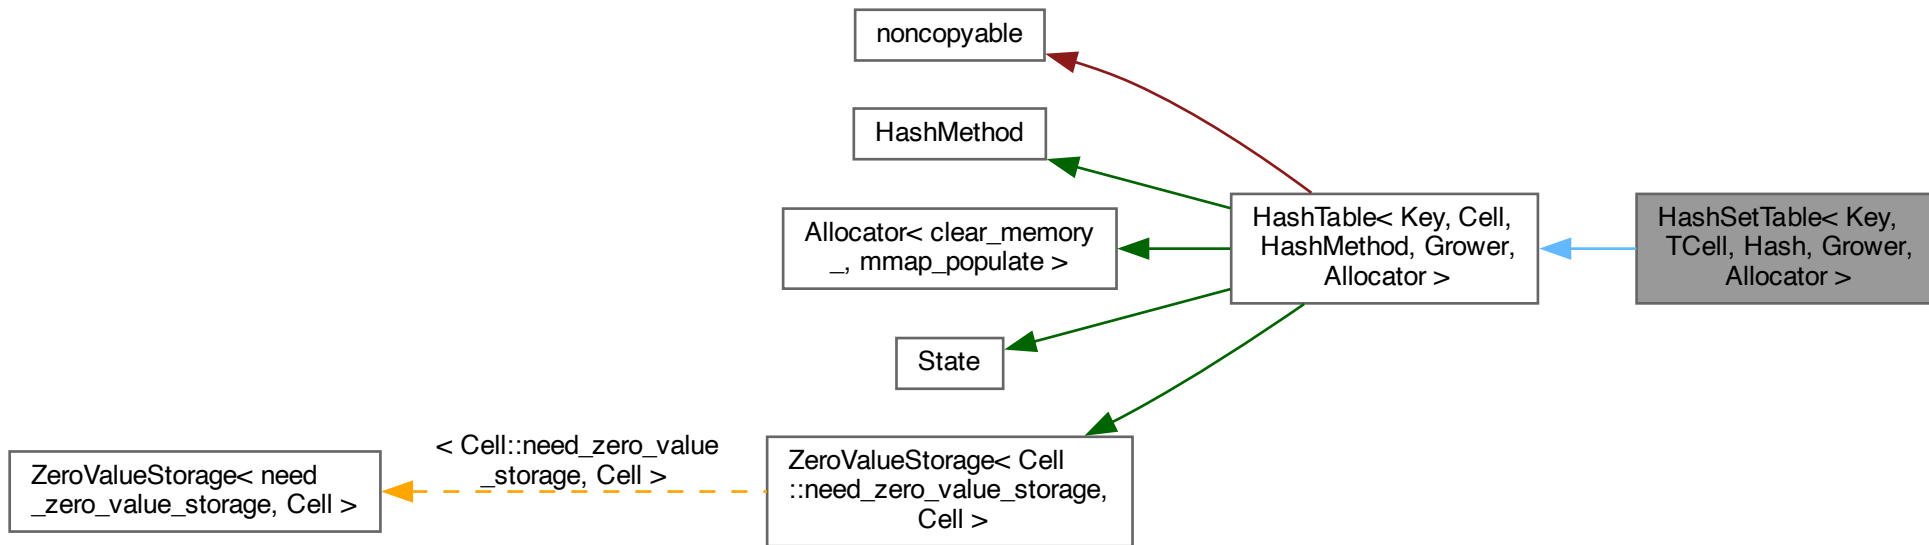 noncopyable
HashMethod
Allocator< clear_memory
_, mmap_populate >
State
HashTable< Key, Cell,
HashMethod, Grower,
Allocator >
HashSetTable< Key,
TCell, Hash, Grower,
Allocator >
ZeroValueStorage< need
_zero_value_storage, Cell >
< Cell::need_zero_value
_storage, Cell >
ZeroValueStorage< Cell
::need_zero_value_storage,
Cell >